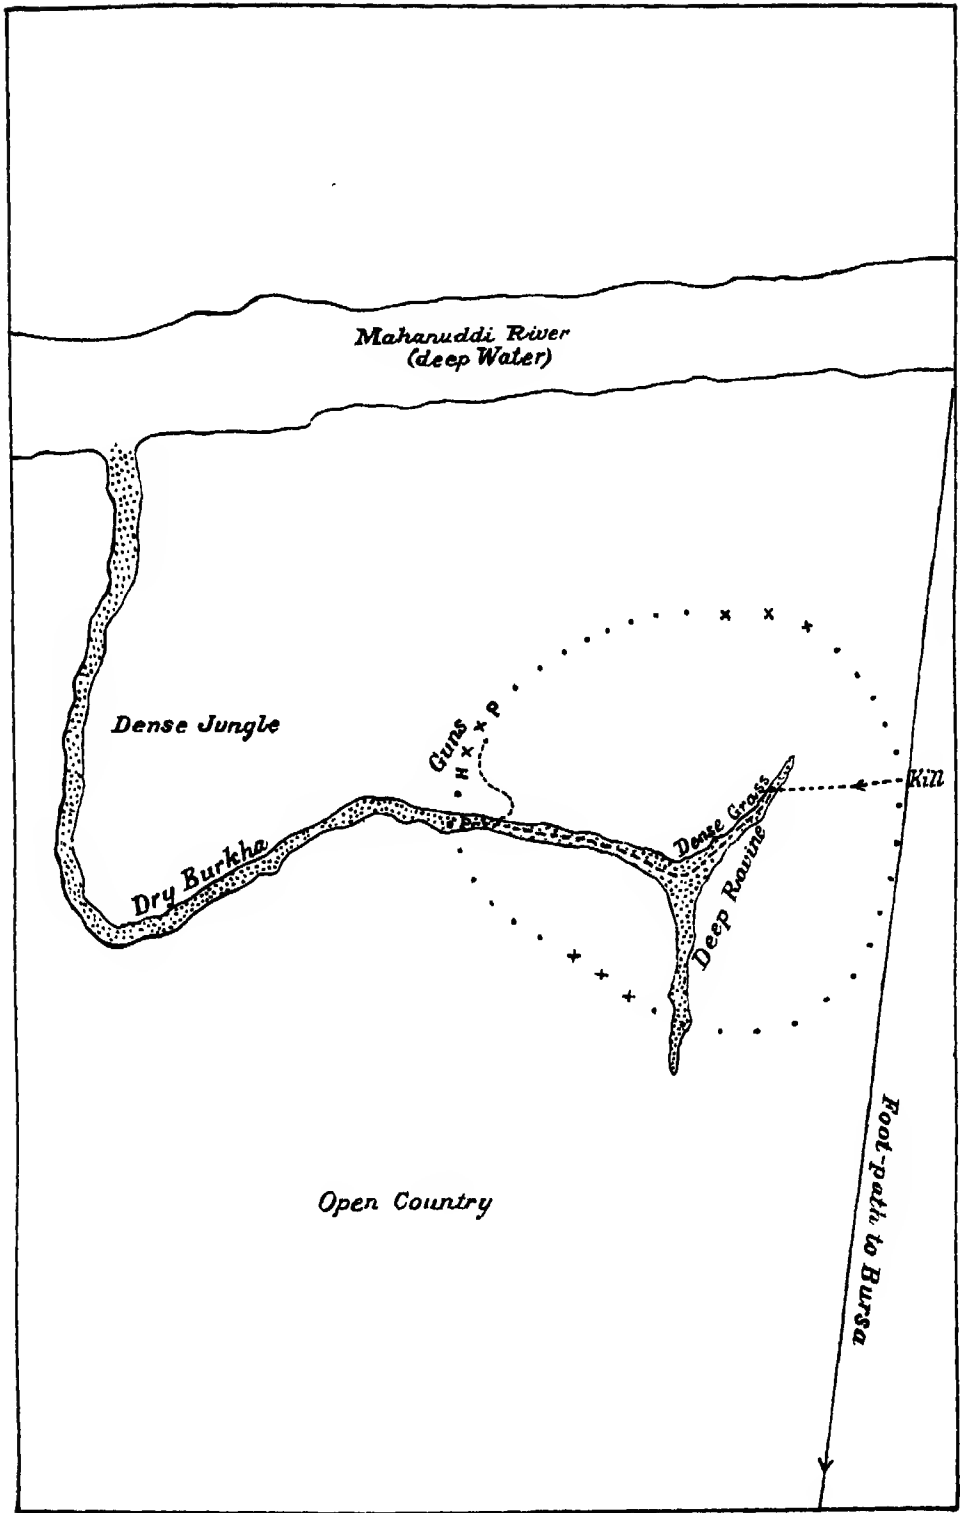 Mahanuddi River
(deep Water)
Dense Jungle
Guns
H x x P
x x x
Kill
Dense Grass
Deep Ravine
Dry Burkha
+ + +
Open Country
Foot-path to Bursa